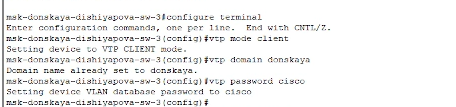 msk-donskaya-dishiyapova-sw-3#configure terminal
Enter configuration commands, one per line.  End with CNTL/Z.
msk-donskaya-dishiyapova-sw-3(config)#vtp mode client
Setting device to VTP CLIENT mode.
msk-donskaya-dishiyapova-sw-3(config)#vtp domain donskaya
Domain name already set to donskaya.
msk-donskaya-dishiyapova-sw-3(config)#vtp password cisco
Setting device VLAN database password to cisco
msk-donskaya-dishiyapova-sw-3(config)#